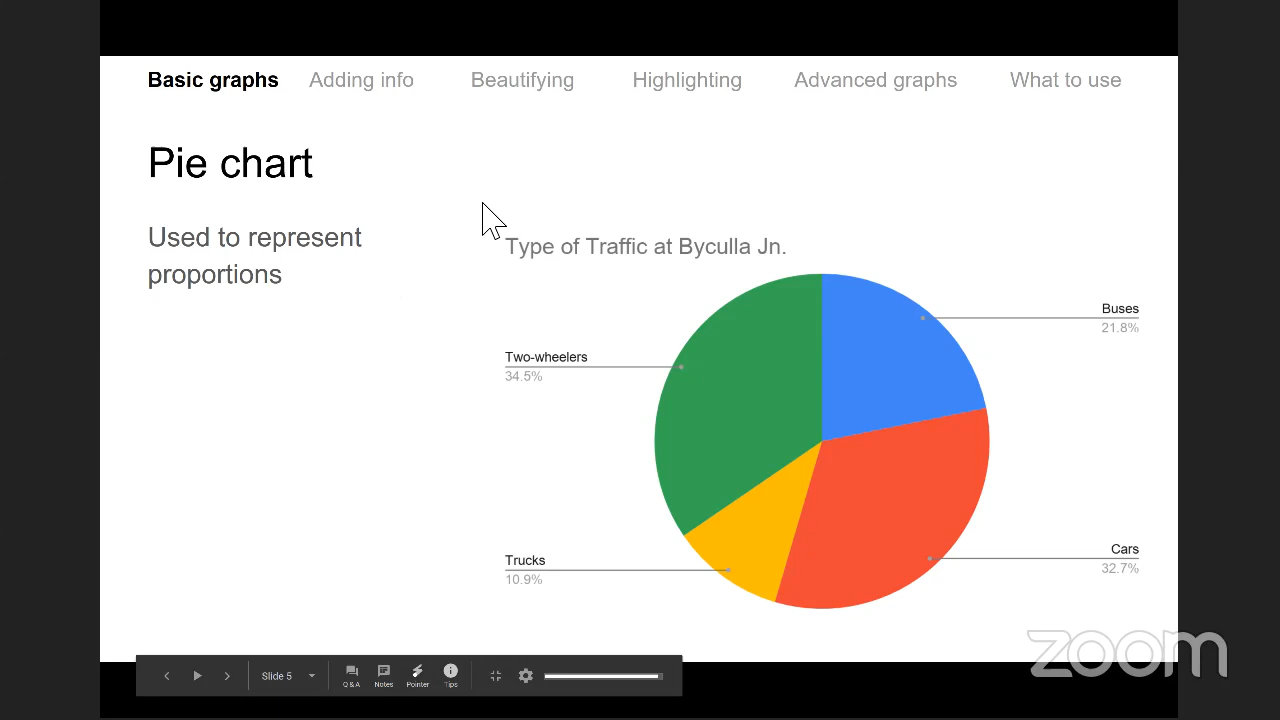 Basic graphs Adding info Beautifying Highlighting Advanced graphs What to use
Pie chart
Used to represent
proportions
Type of Traffic at Byculla Jn.
Buses
21.8%
Two-wheelers
34.5%
Cars
32.7%
Trucks
10.9%
zoom
Slide 5
Q & A Notes Pointer Tips